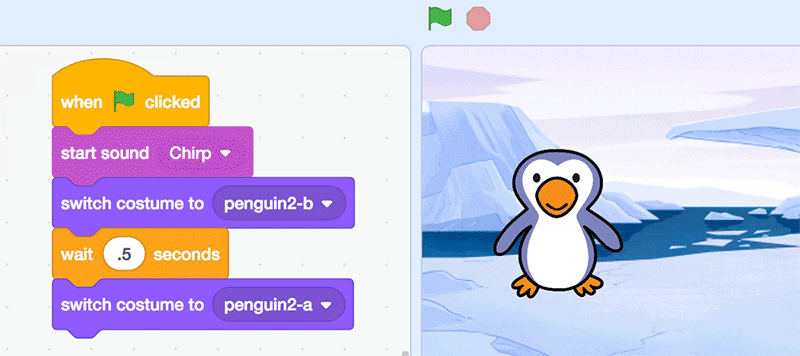 when clicked
start sound Chirp
switch costume to penguin2-b
wait .5 seconds
switch costume to penguin2-a